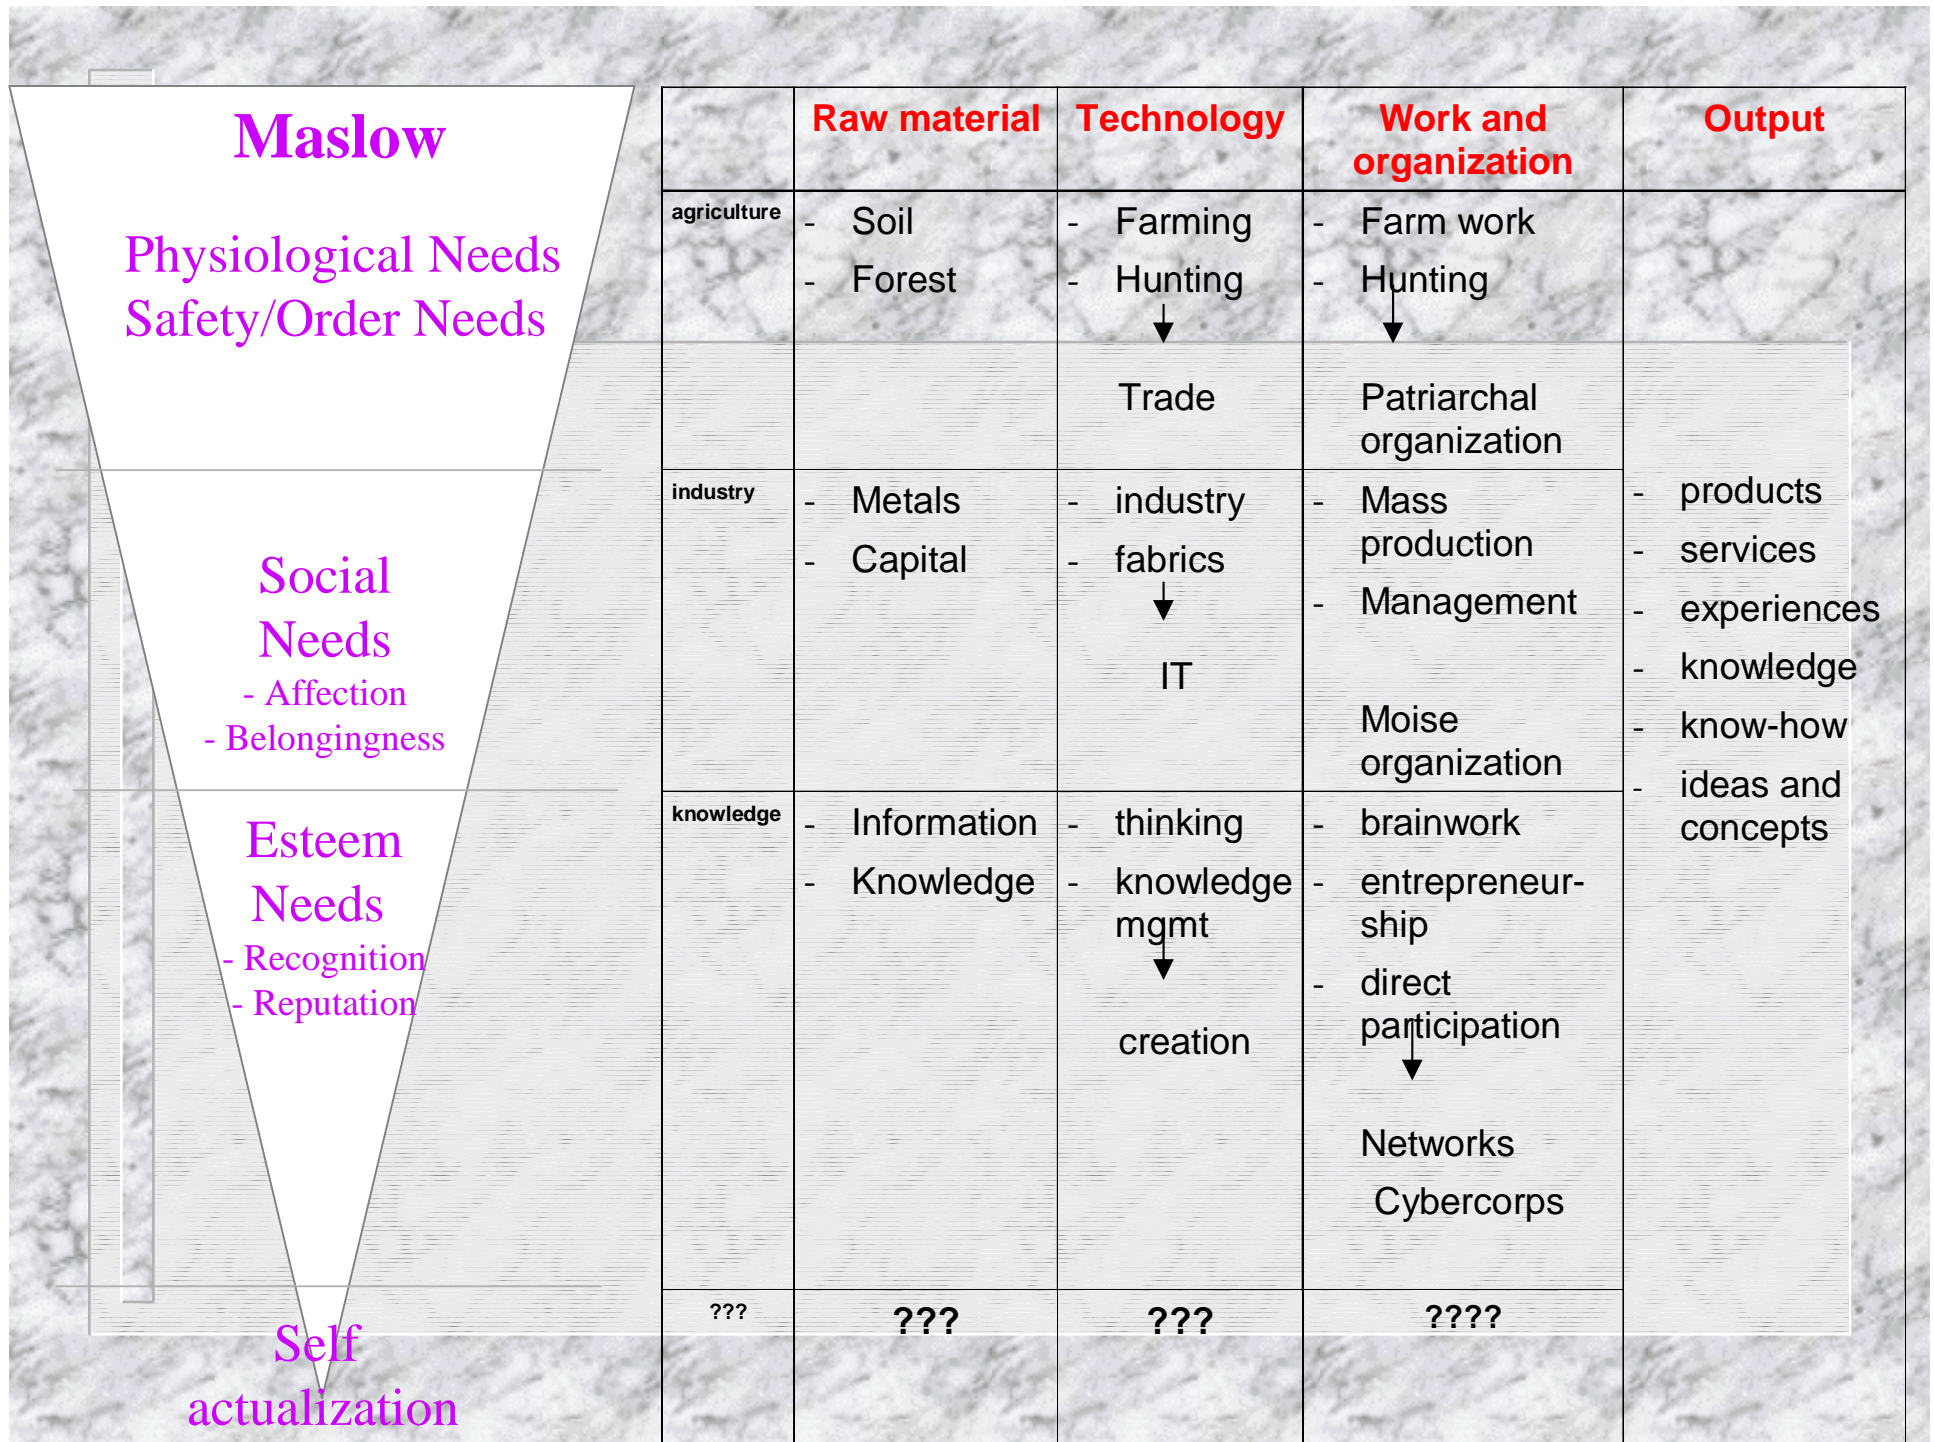 Maslow
Physiological Needs
Safety/Order Needs
Social
Needs
- Affection
- Belongingness
Esteem
Needs
- Recognition
- Reputation
Self
actualization
Raw material
Technology
Work and
organization
Output
agriculture
- Soil
- Forest
- Farming
- Hunting
Trade
- Farm work
- Hunting
Patriarchal
organization
industry
- Metals
- Capital
- industry
- fabrics
IT
- Mass
production
- Management
Moise
organization
knowledge
- Information
- Knowledge
- thinking
- knowledge
mgmt
creation
- brainwork
- entrepreneur-
ship
- direct
participation
Networks
Cybercorps
- products
- services
- experiences
- knowledge
- know-how
- ideas and
concepts
???
???
???
????